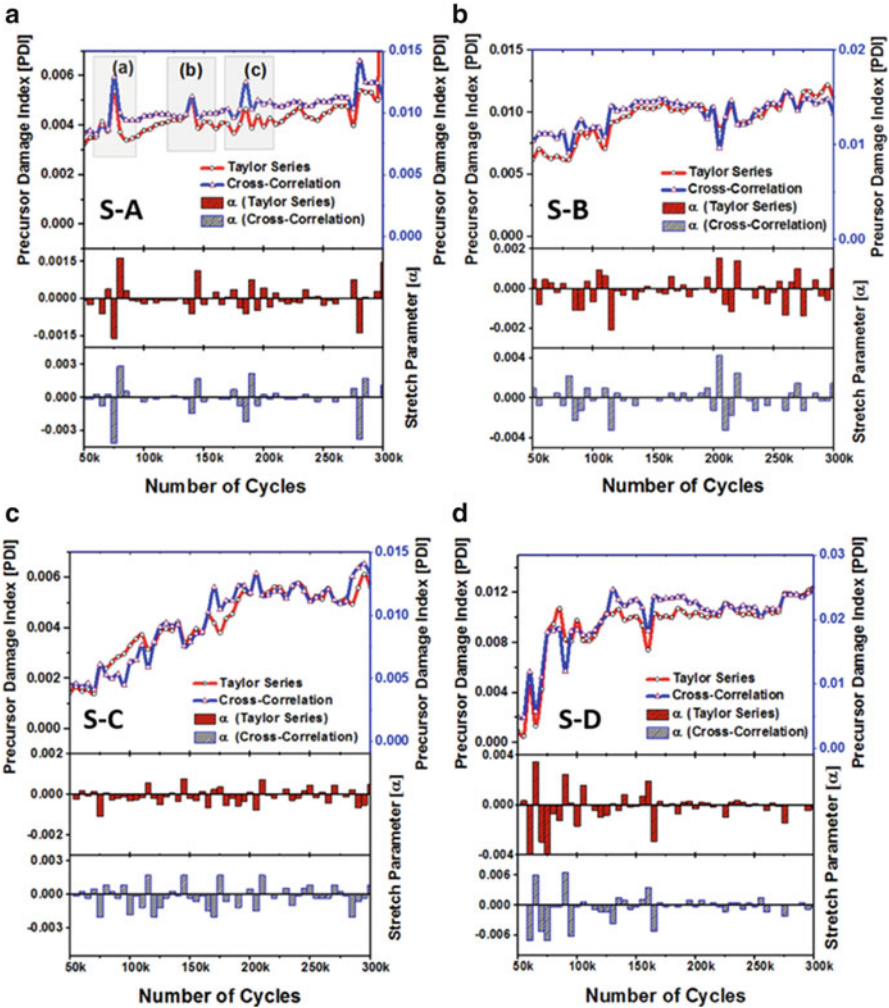 a
Precursor Damage Index [PDI]
0.006
0.004
0.002
0.000
(a)
(b)
(c)
0.015
0.010
0.005
0.000
Precursor Damage Index [PDI]
Taylor Series
Cross-Correlation
α (Taylor Series)
α (Cross-Correlation)
S-A
0.0015
0.0000
-0.0015
0.003
0.000
-0.003
Stretch Parameter [α]
50k 100k 150k 200k 250k 300k
Number of Cycles
b
Precursor Damage Index [PDI]
0.015
0.010
0.005
0.000
0.02
0.01
0.00
Precursor Damage Index [PDI]
Taylor Series
Cross-Correlation
α (Taylor Series)
α (Cross-Correlation)
S-B
0.002
0.000
-0.002
0.004
0.000
-0.004
Stretch Parameter [α]
50k 100k 150k 200k 250k 300k
Number of Cycles
c
Precursor Damage Index [PDI]
0.006
0.004
0.002
0.000
0.015
0.010
0.005
0.000
Precursor Damage Index [PDI]
Taylor Series
Cross-Correlation
α (Taylor Series)
α (Cross-Correlation)
S-C
0.002
0.000
-0.002
0.003
0.000
-0.003
Stretch Parameter [α]
50k 100k 150k 200k 250k 300k
Number of Cycles
d
Precursor Damage Index [PDI]
0.012
0.008
0.004
0.000
0.03
0.02
0.01
0.00
Precursor Damage Index [PDI]
Taylor Series
Cross-Correlation
α (Taylor Series)
α (Cross-Correlation)
S-D
0.004
0.000
-0.004
0.006
0.000
-0.006
Stretch Parameter [α]
50k 100k 150k 200k 250k 300k
Number of Cycles